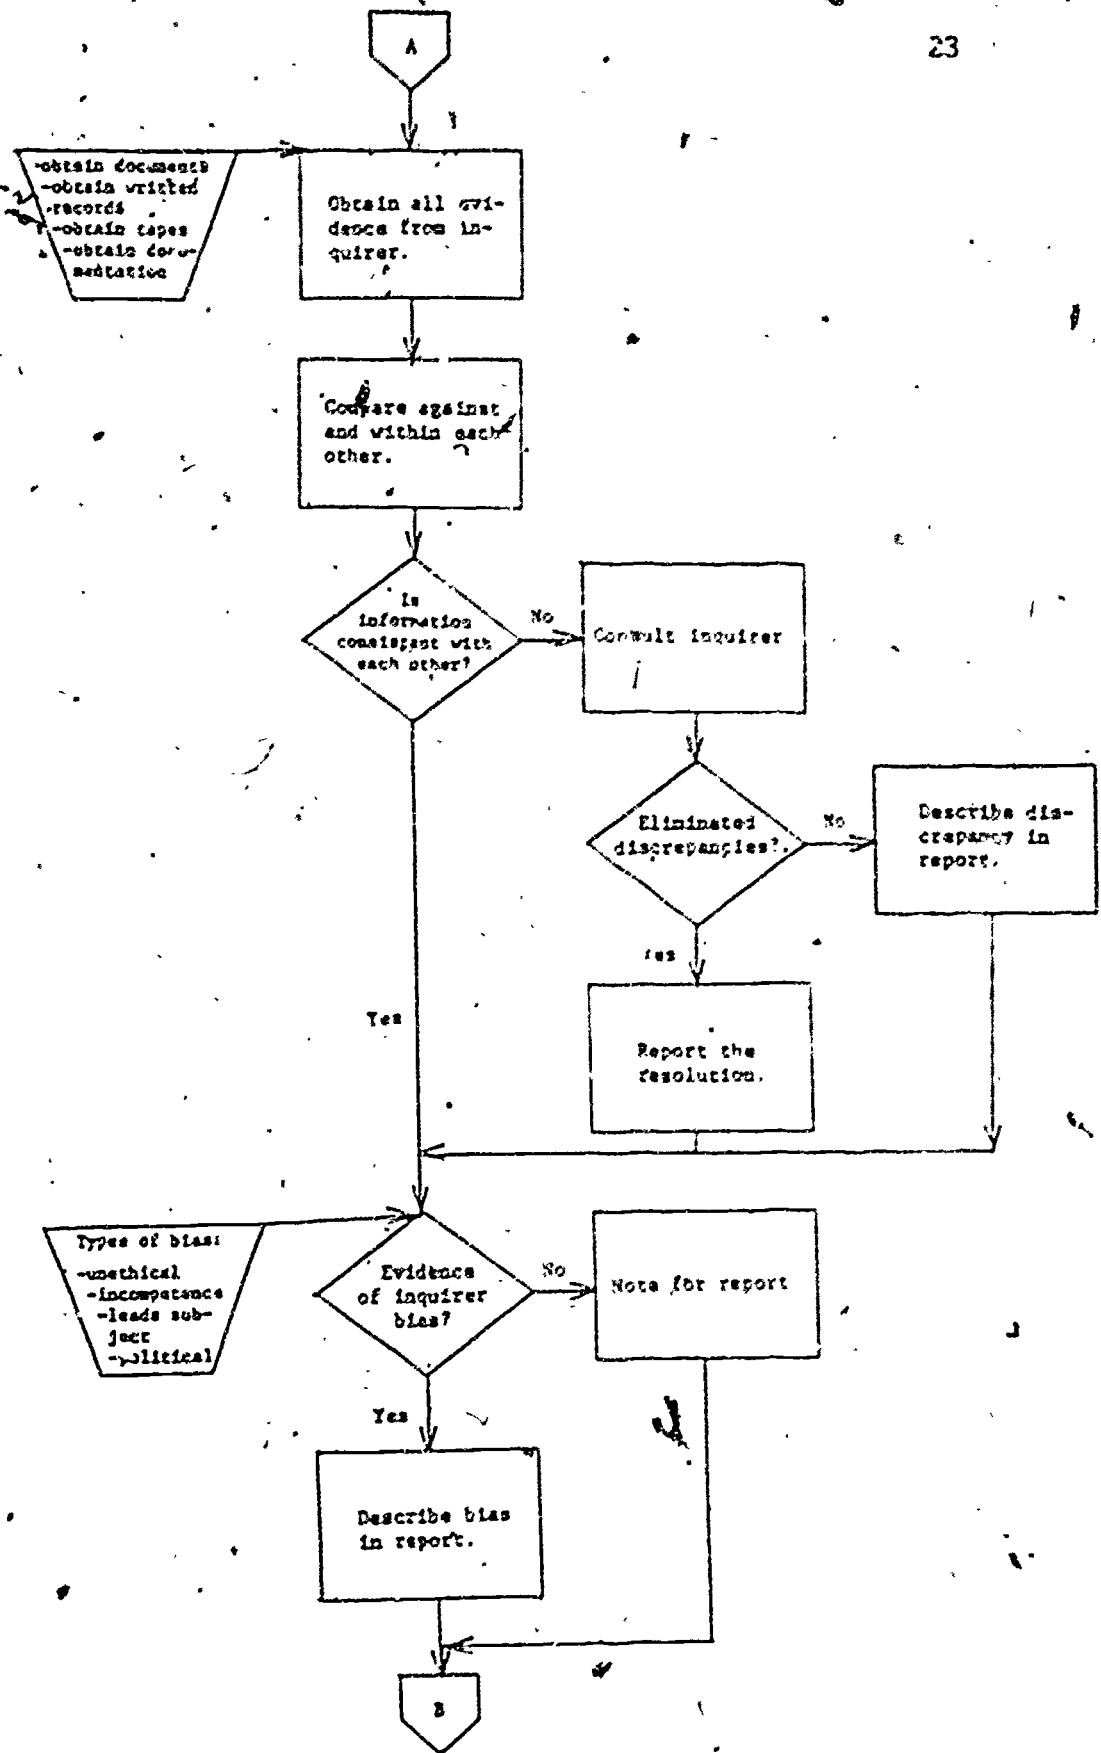 23
A
-obtain documents
-obtain written
-records
-obtain tapes
-obtain docu-
mentation
Obtain all evi-
dence from in-
quirer.
Compare against
and within each
other.
Is
information
consistent with
each other?
No
Consult inquirer
Eliminated
discrepancies?
No
Describe dis-
crepancy in
report.
Yes
Report the
resolution.
Yes
Types of bias:
-unethical
-incompetance
-leads sub-
ject
-political
Evidence
of inquirer
bias?
No
Note for report
Yes
Describe bias
in report.
B